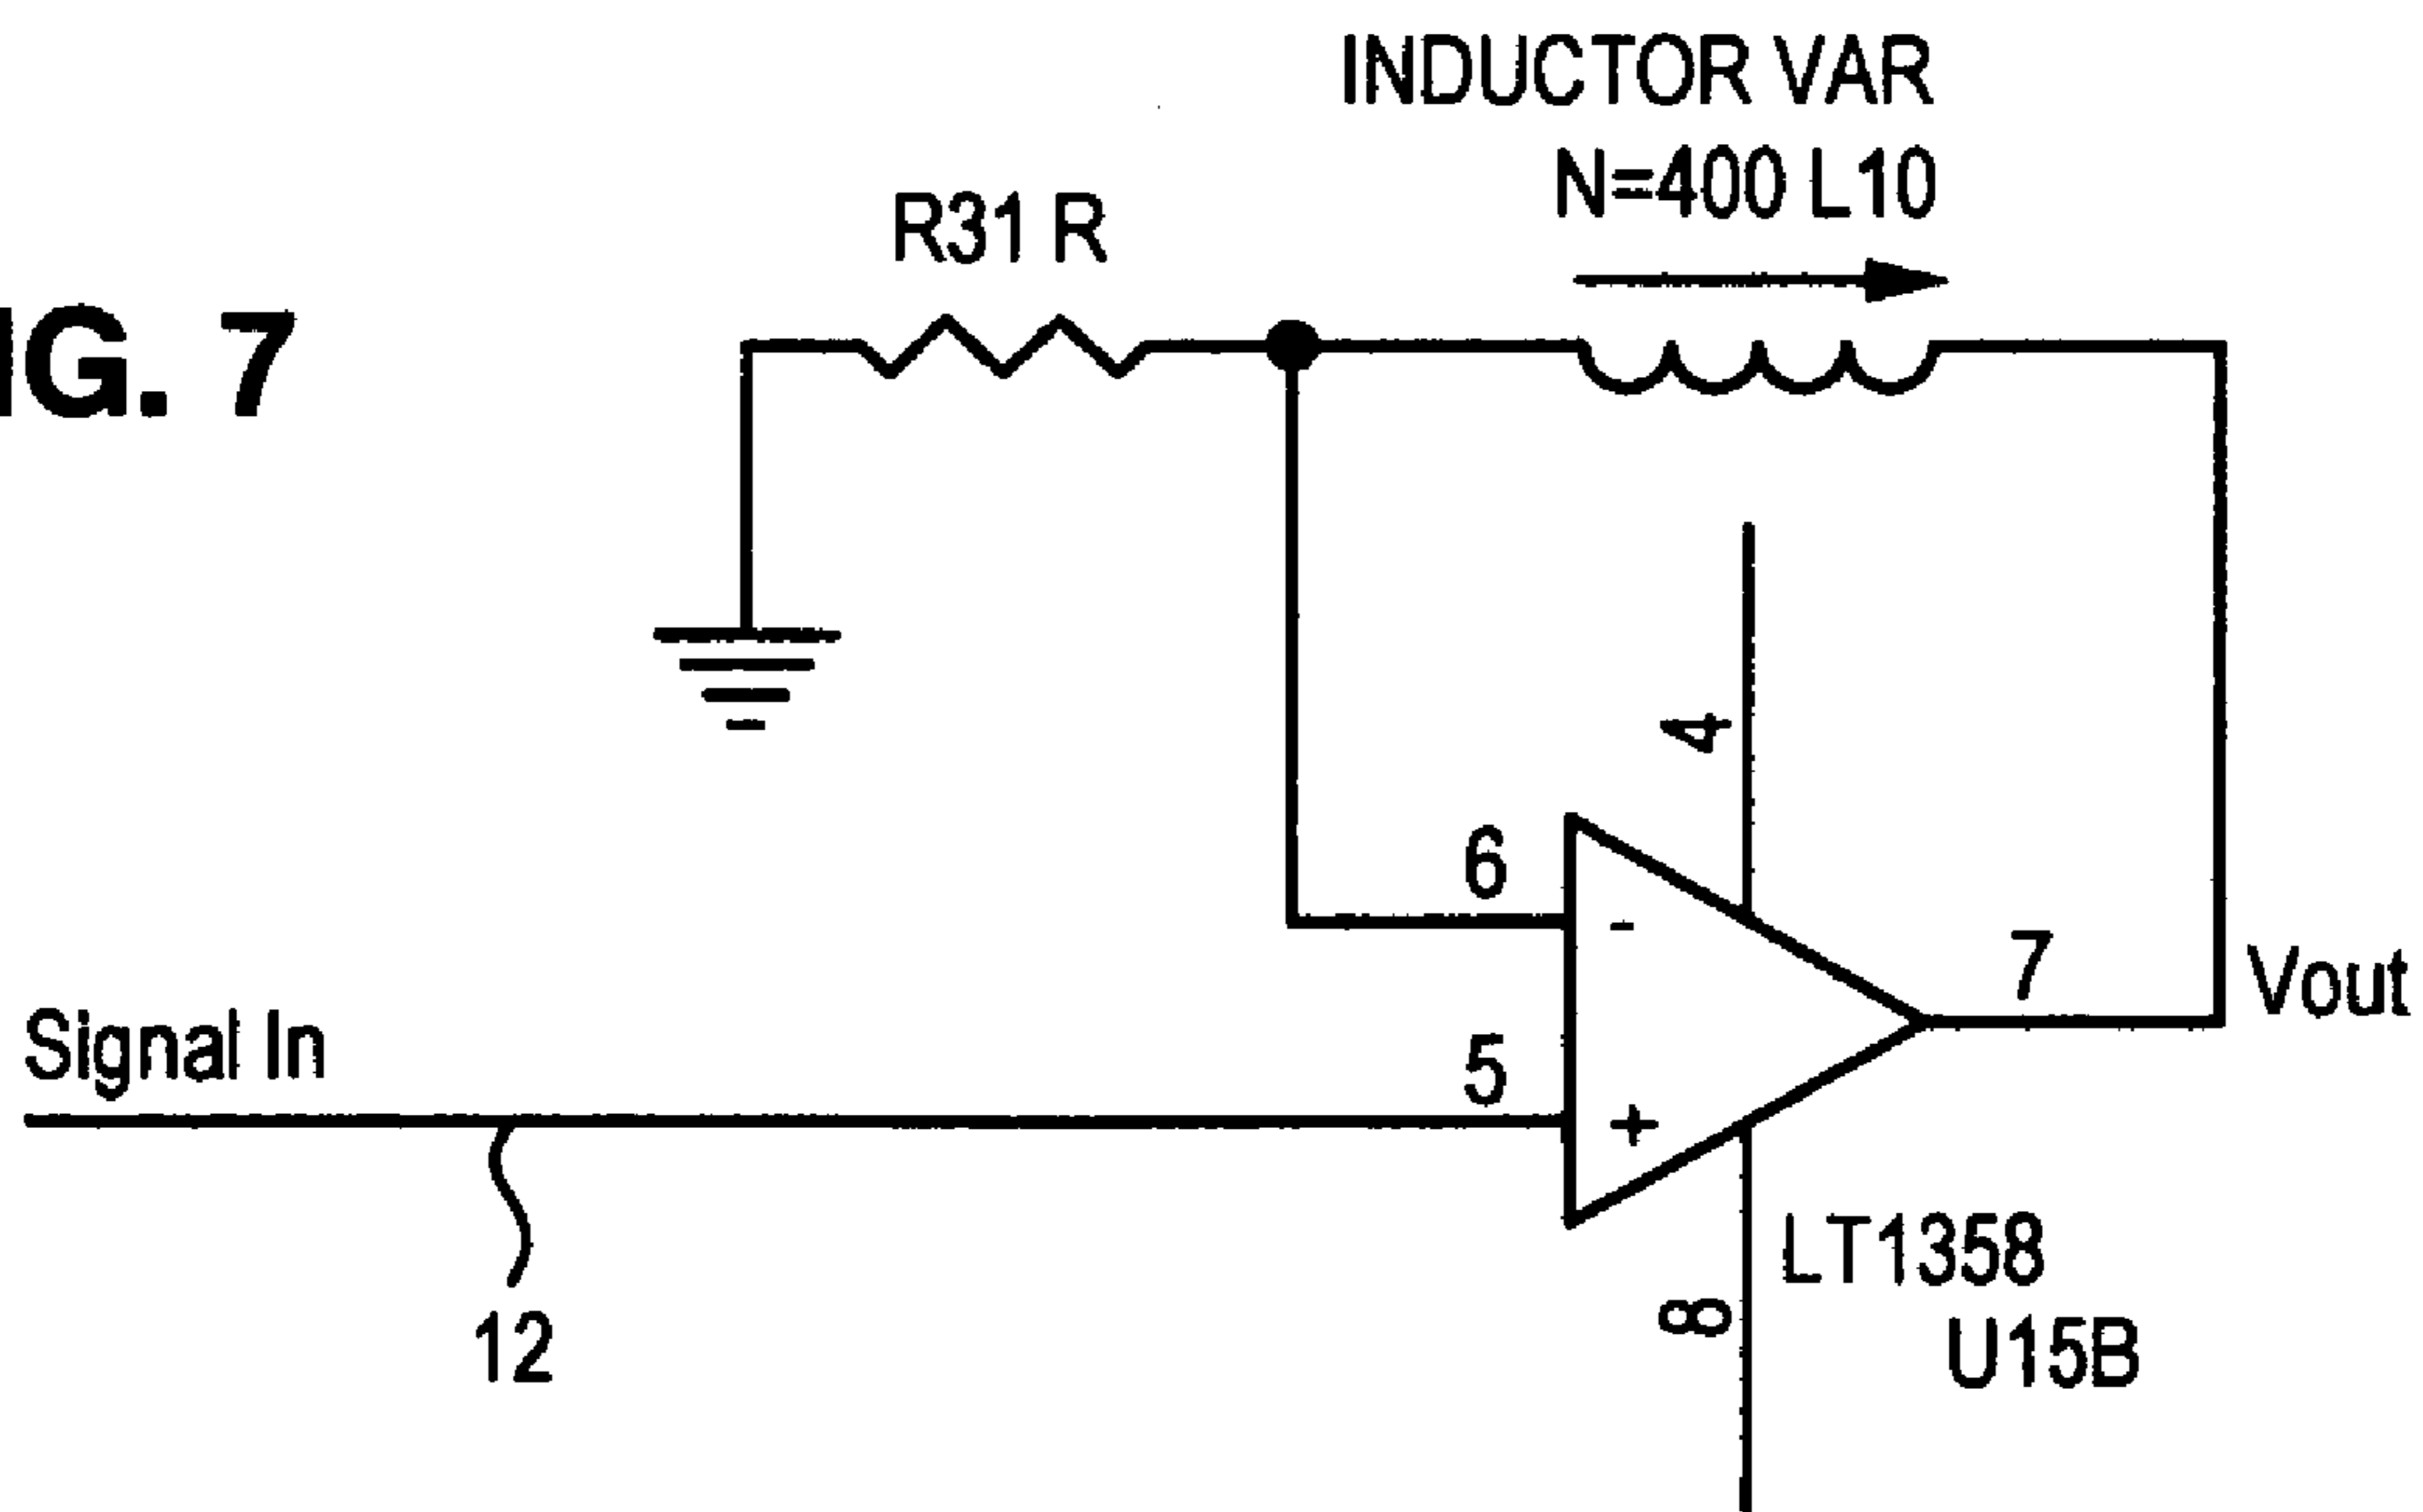 INDUCTOR VAR
N=400 L10
R31 R
IG. 7
4
6
-
7
Vout
Signal In
5
+
LT1358
8
U15B
12